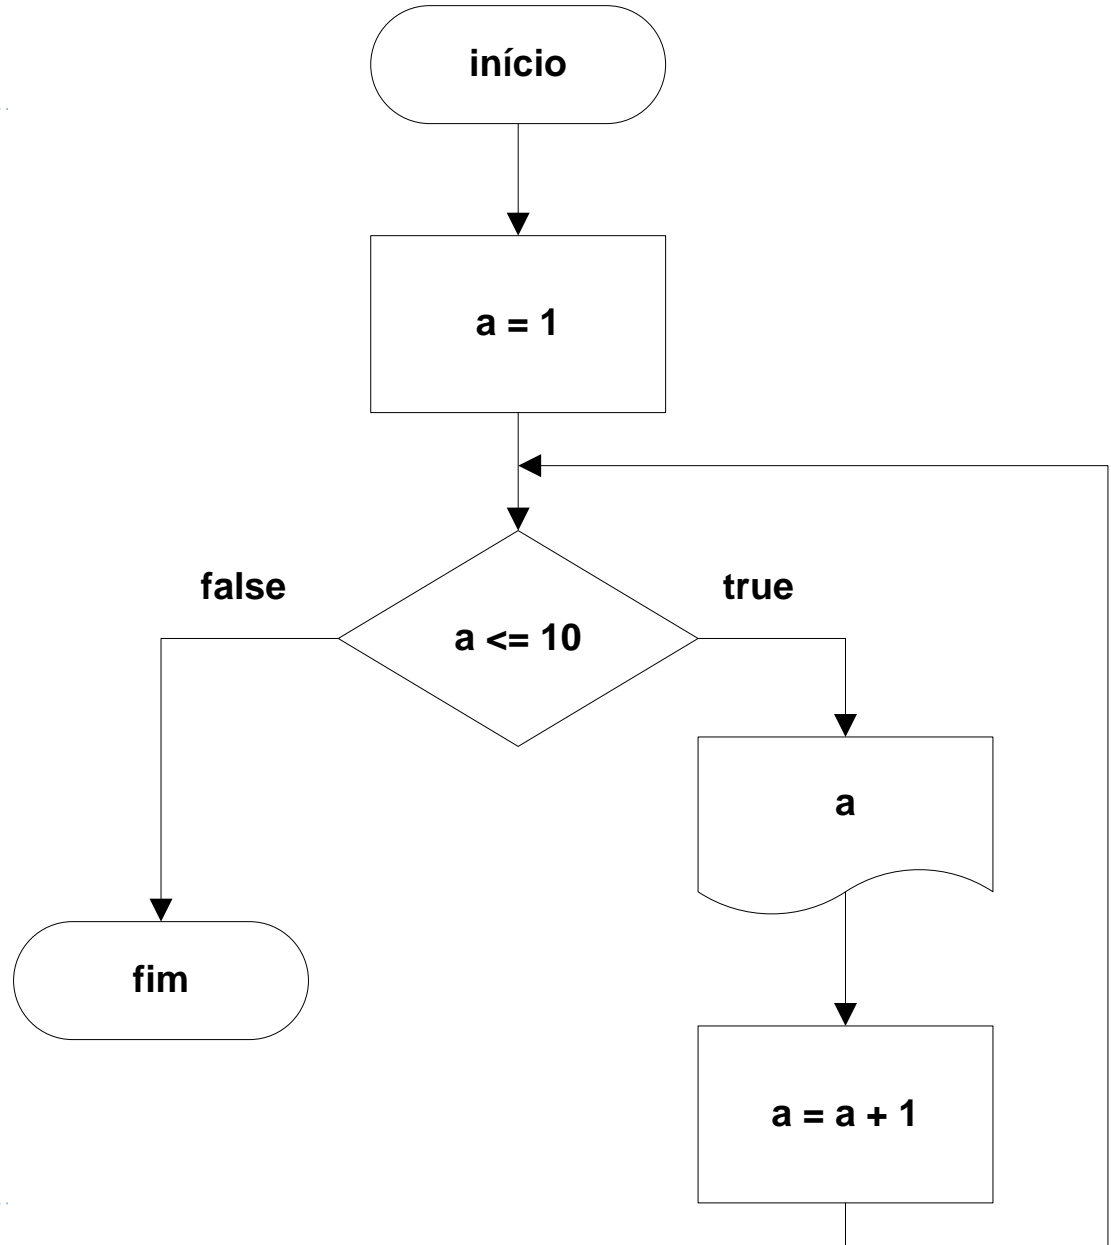 início
a = 1
false
true
a <= 10
a
fim
a = a + 1